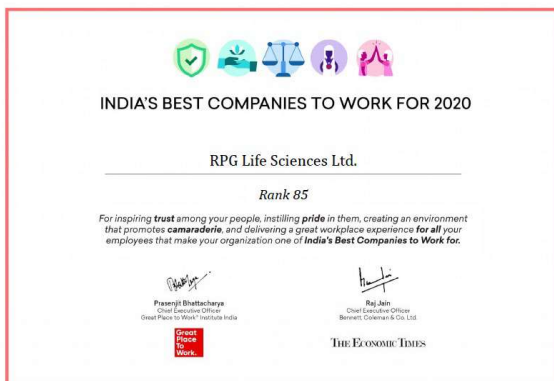 INDIA'S BEST COMPANIES TO WORK FOR 2020
RPG Life Sciences Ltd.
Rank 85
For inspiring trust among your people, instilling pride in them, creating an environment
that promotes camaraderie, and delivering a great workplace experience for all your
employees that make your organization one of India's Best Companies to Work for.
Prasenjit Bhattacharya
Chief Executive Officer
Great Place to Work® Institute India
Raj Jain
Chief Executive Officer
Bennett, Coleman & Co. Ltd.
Great
Place
To
Work.
THE ECONOMIC TIMES